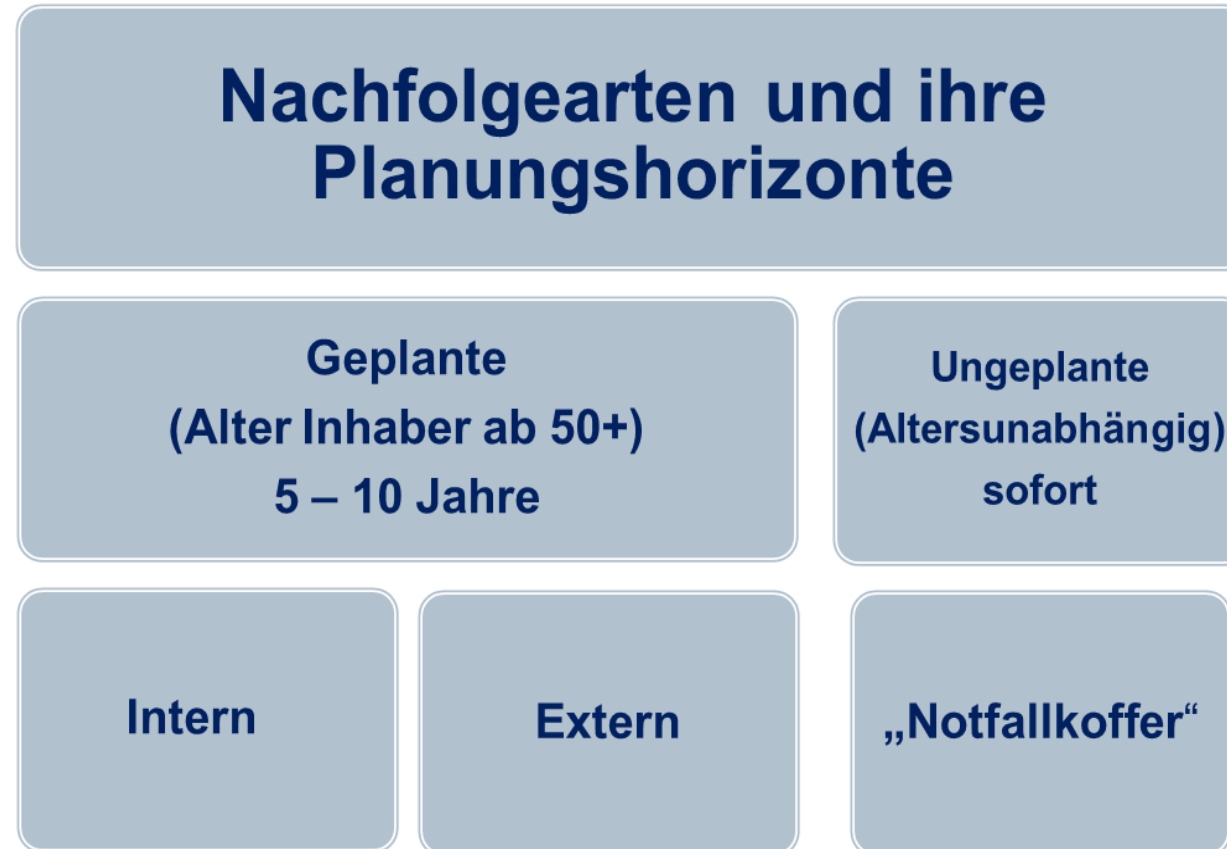 Nachfolgearten und ihre
Planungshorizonte
Geplante
(Alter Inhaber ab 50+)
5 – 10 Jahre
Ungeplante
(Altersunabhängig)
sofort
Intern
Extern
„Notfallkoffer“